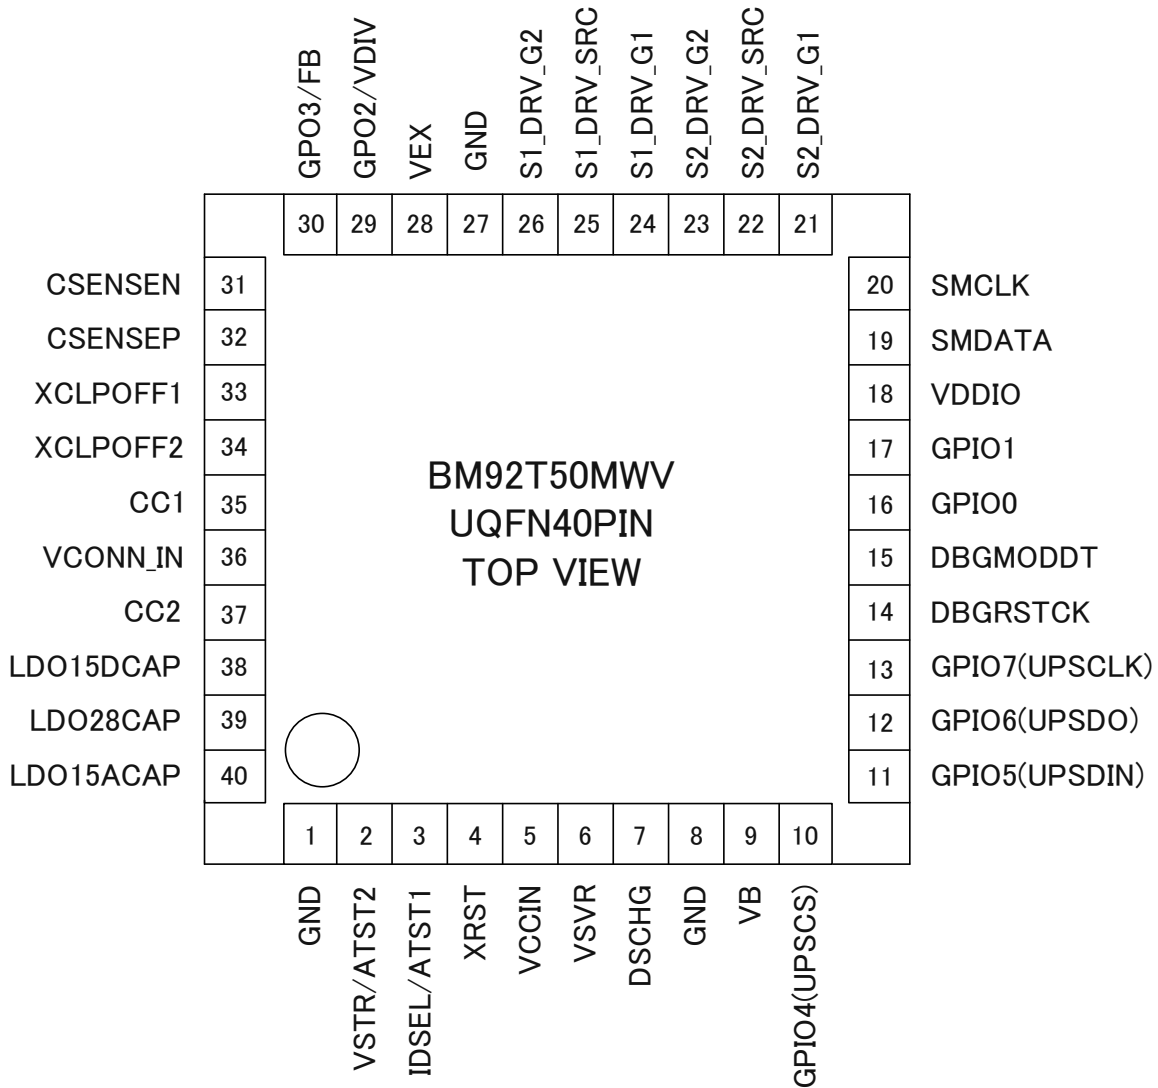 GPO3/FB
GPO2/VDIV
VEX
GND
S1_DRV_G2
S1_DRV_SRC
S1_DRV_G1
S2_DRV_G2
S2_DRV_SRC
S2_DRV_G1
30 29 28 27 26 25 24 23 22 21
CSENSEN 31 20 SMCLK
CSENSEP 32 19 SMDATA
XCLPOFF1 33 18 VDDIO
XCLPOFF2 34 17 GPIO1
CC1 35 16 GPIO0
VCONN_IN 36 15 DBGMODDT
CC2 37 14 DBGRSTCK
LDO15DCAP 38 13 GPIO7(UPSCLK)
LDO28CAP 39 12 GPIO6(UPSDO)
LDO15ACAP 40 11 GPIO5(UPSDIN)
BM92T50MWV
UQFN40PIN
TOP VIEW
1 2 3 4 5 6 7 8 9 10
GND
VSTR/ATST2
IDSEL/ATST1
XRST
VCCIN
VSVR
DSCHG
GND
VB
GPIO4(UPSCS)